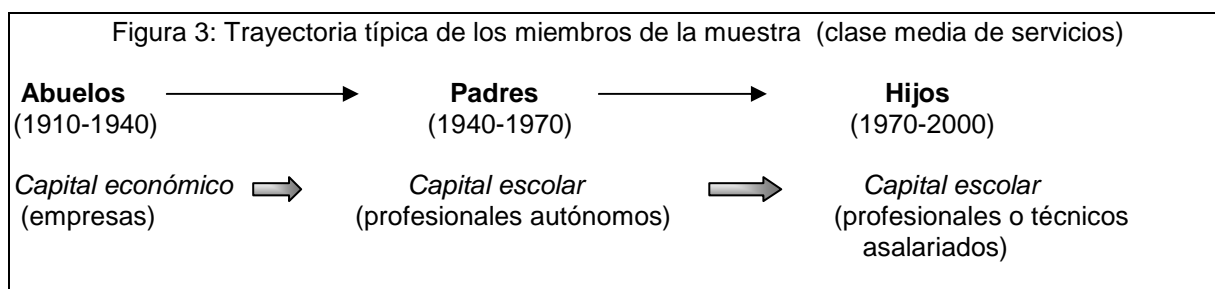 Figura 3: Trayectoria típica de los miembros de la muestra (clase media de servicios)
Abuelos Padres Hijos
(1910-1940) (1940-1970) (1970-2000)
Capital económico Capital escolar Capital escolar
(empresas) (profesionales autónomos) (profesionales o técnicos
asalariados)